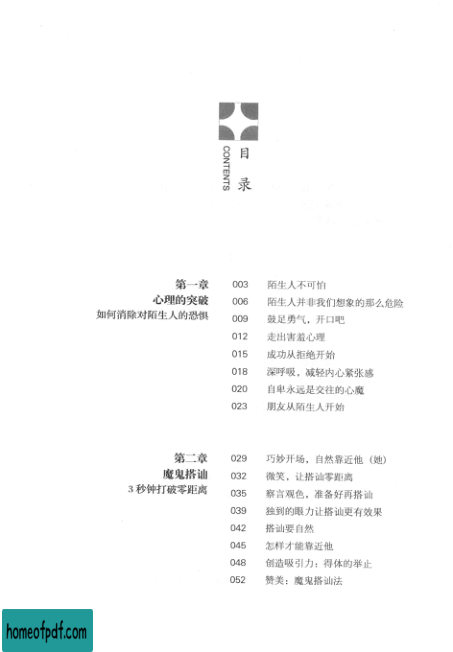 目录
CONTENTS
第一章
心理的突破
如何消除对陌生人的恐惧
003 陌生人不可怕
006 陌生人并非我们想象的那么危险
009 鼓足勇气，开口吧
012 走出害羞心理
015 成功从拒绝开始
018 深呼吸，减轻内心紧张感
020 自卑永远是交往的心魔
023 朋友从陌生人开始
第二章
魔鬼搭讪
3秒钟打破零距离
029 巧妙开场，自然靠近他（她）
032 微笑，让搭讪零距离
035 察言观色，准备好再搭讪
039 独到的眼力让搭讪更有效果
042 搭讪要自然
045 怎样才能靠近他
048 创造吸引力：得体的举止
052 赞美：魔鬼搭讪法
homeofpdf.com